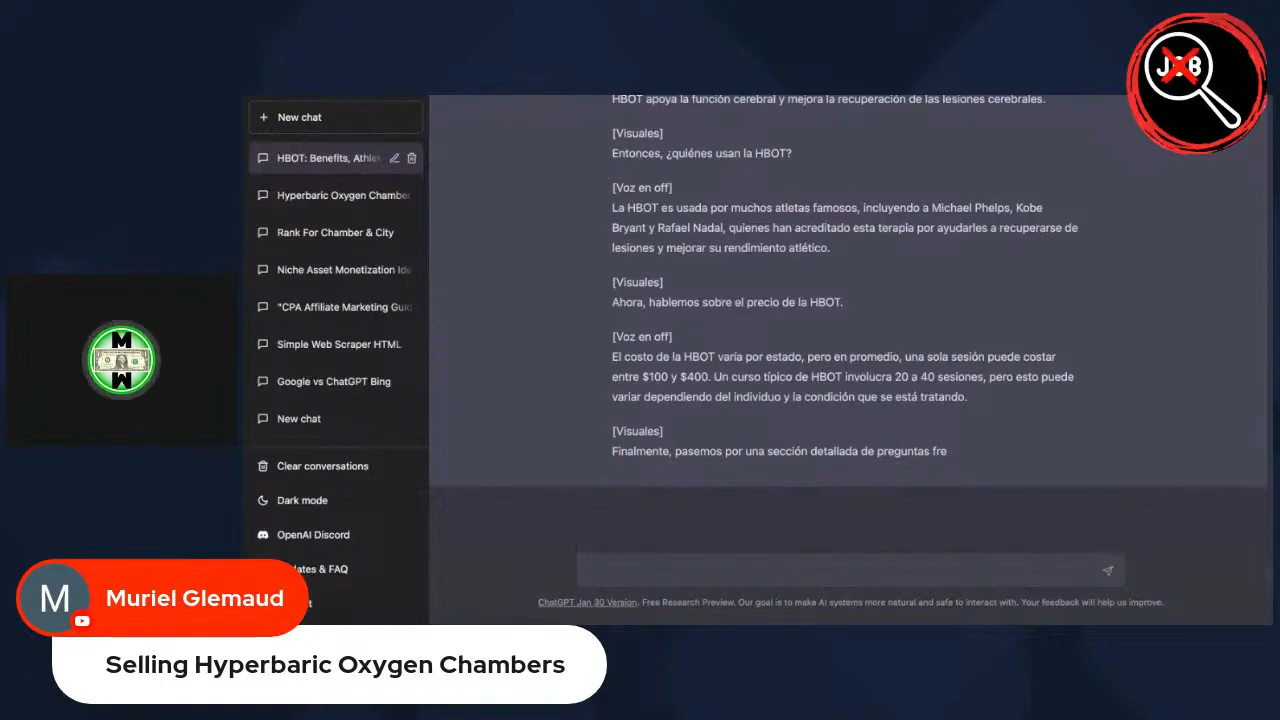 JOB
+ New chat
HBOT: Benefits, Athle
Hyperbaric Oxygen Chamber
Rank For Chamber & City
Niche Asset Monetization Ide
"CPA Affiliate Marketing Guid
Simple Web Scraper HTML
Google vs ChatGPT Bing
New chat
Clear conversations
Dark mode
OpenAI Discord
ates & FAQ
HBOT apoya la función cerebral y mejora la recuperación de las lesiones cerebrales.
[Visuales]
Entonces, ¿quiénes usan la HBOT?
[Voz en off]
La HBOT es usada por muchos atletas famosos, incluyendo a Michael Phelps, Kobe
Bryant y Rafael Nadal, quienes han acreditado esta terapia por ayudarles a recuperarse de
lesiones y mejorar su rendimiento atlético.
[Visuales]
Ahora, hablemos sobre el precio de la HBOT.
[Voz en off]
El costo de la HBOT varía por estado, pero en promedio, una sola sesión puede costar
entre $100 y $400. Un curso típico de HBOT involucra 20 a 40 sesiones, pero esto puede
variar dependiendo del individuo y la condición que se está tratando.
[Visuales]
Finalmente, pasemos por una sección detallada de preguntas fre
ChatGPT Jan 30 Version. Free Research Preview. Our goal is to make AI systems more natural and safe to interact with. Your feedback will help us improve.
M
M
M
Muriel Glemaud
Selling Hyperbaric Oxygen Chambers